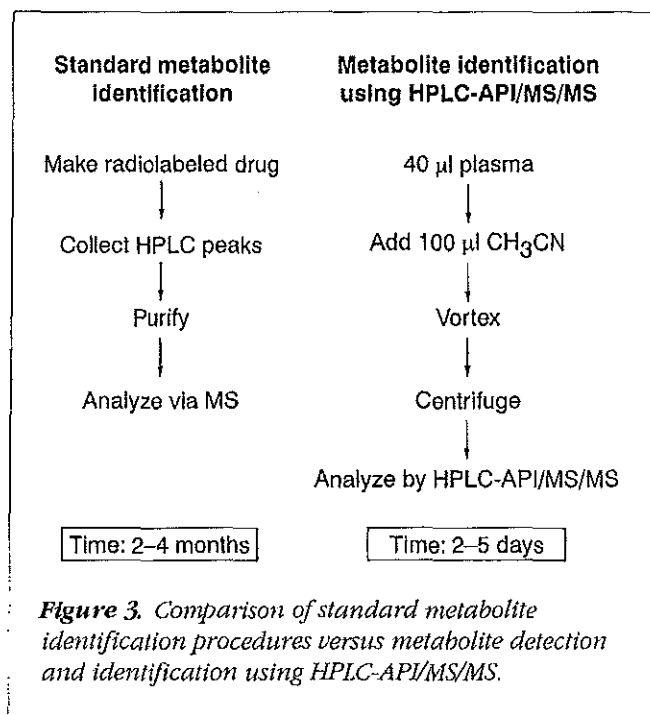 Standard metabolite
identification
Make radiolabeled drug
Collect HPLC peaks
Purify
Analyze via MS
Time: 2–4 months
Metabolite identification
using HPLC-API/MS/MS
40 µl plasma
Add 100 µl CH₃CN
Vortex
Centrifuge
Analyze by HPLC-API/MS/MS
Time: 2–5 days
Figure 3. Comparison of standard metabolite
identification procedures versus metabolite detection
and identification using HPLC-API/MS/MS.